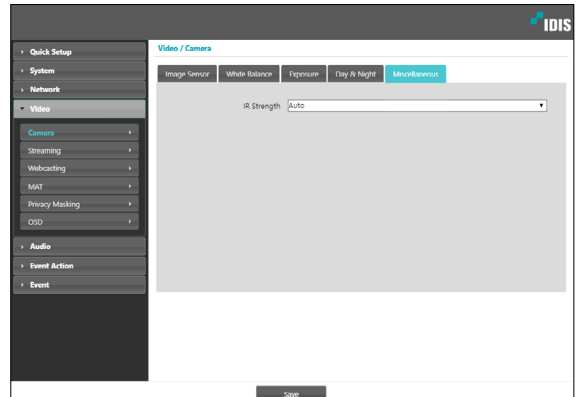 IDIS
Quick Setup
System
Network
Video
Camera
Streaming
Webcasting
MAT
Privacy Masking
OSD
Audio
Event Action
Event
Video / Camera
Image Sensor White Balance Exposure Day & Night Miscellaneous
IR Strength Auto
Save